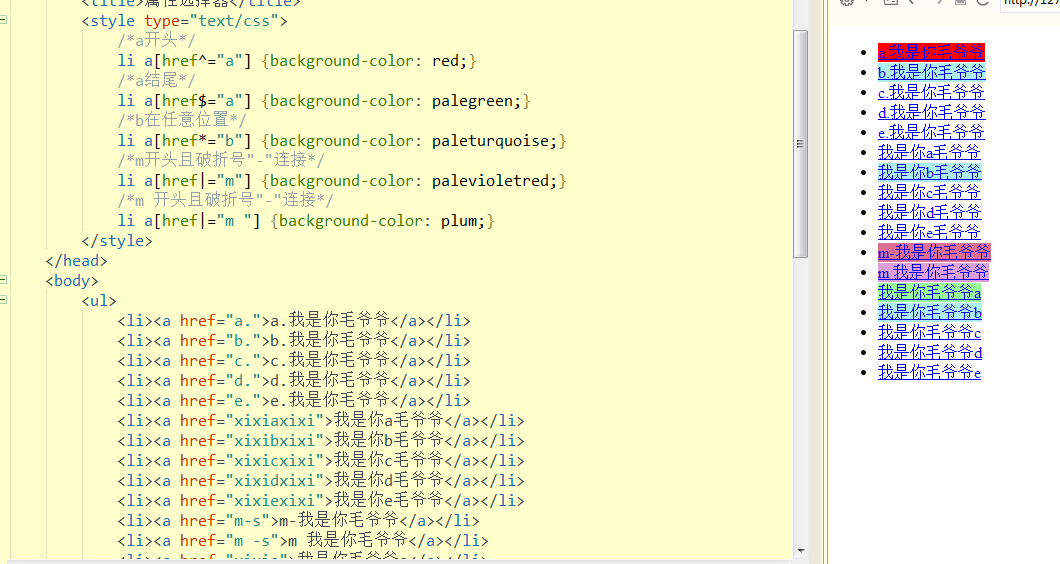 <title>属性选择器</title>
<style type="text/css">
/*a开头*/
li a[href^="a"] {background-color: red;}
/*a结尾*/
li a[href$="a"] {background-color: palegreen;}
/*b在任意位置*/
li a[href*="b"] {background-color: paleturquoise;}
/*m开头且破折号"-"连接*/
li a[href|="m"] {background-color: palevioletred;}
/*m 开头且破折号"-"连接*/
li a[href|="m "] {background-color: plum;}
</style>
</head>
<body>
<ul>
<li><a href="a.">a.我是你毛爷爷</a></li>
<li><a href="b.">b.我是你毛爷爷</a></li>
<li><a href="c.">c.我是你毛爷爷</a></li>
<li><a href="d.">d.我是你毛爷爷</a></li>
<li><a href="e.">e.我是你毛爷爷</a></li>
<li><a href="xixiaxixi">我是你a毛爷爷</a></li>
<li><a href="xixibxixi">我是你b毛爷爷</a></li>
<li><a href="xixicxixi">我是你c毛爷爷</a></li>
<li><a href="xixidxixi">我是你d毛爷爷</a></li>
<li><a href="xixiexixi">我是你e毛爷爷</a></li>
<li><a href="m-s">m-我是你毛爷爷</a></li>
<li><a href="m -s">m 我是你毛爷爷</a></li>
http://127
a.我是你毛爷爷
b.我是你毛爷爷
c.我是你毛爷爷
d.我是你毛爷爷
e.我是你毛爷爷
我是你a毛爷爷
我是你b毛爷爷
我是你c毛爷爷
我是你d毛爷爷
我是你e毛爷爷
m-我是你毛爷爷
m 我是你毛爷爷
我是你毛爷爷a
我是你毛爷爷b
我是你毛爷爷c
我是你毛爷爷d
我是你毛爷爷e